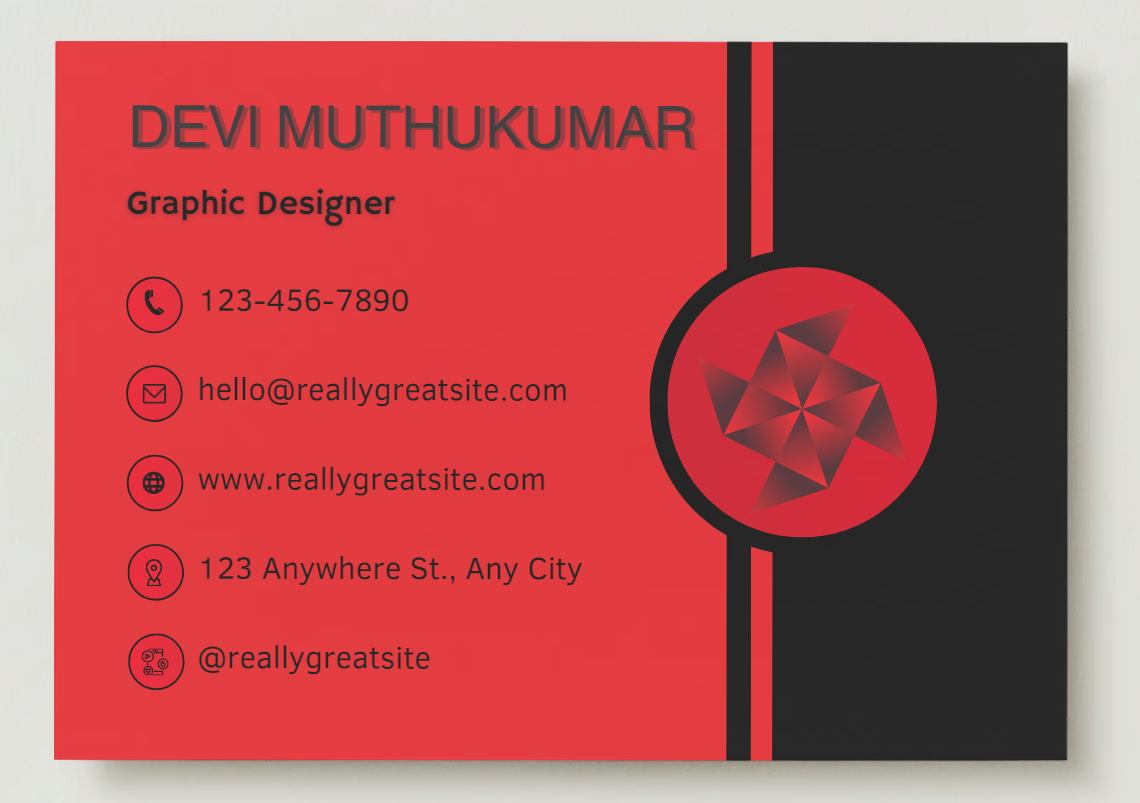 DEVI MUTHUKUMAR
Graphic Designer
123-456-7890
hello@reallygreatsite.com
www.reallygreatsite.com
123 Anywhere St., Any City
@reallygreatsite